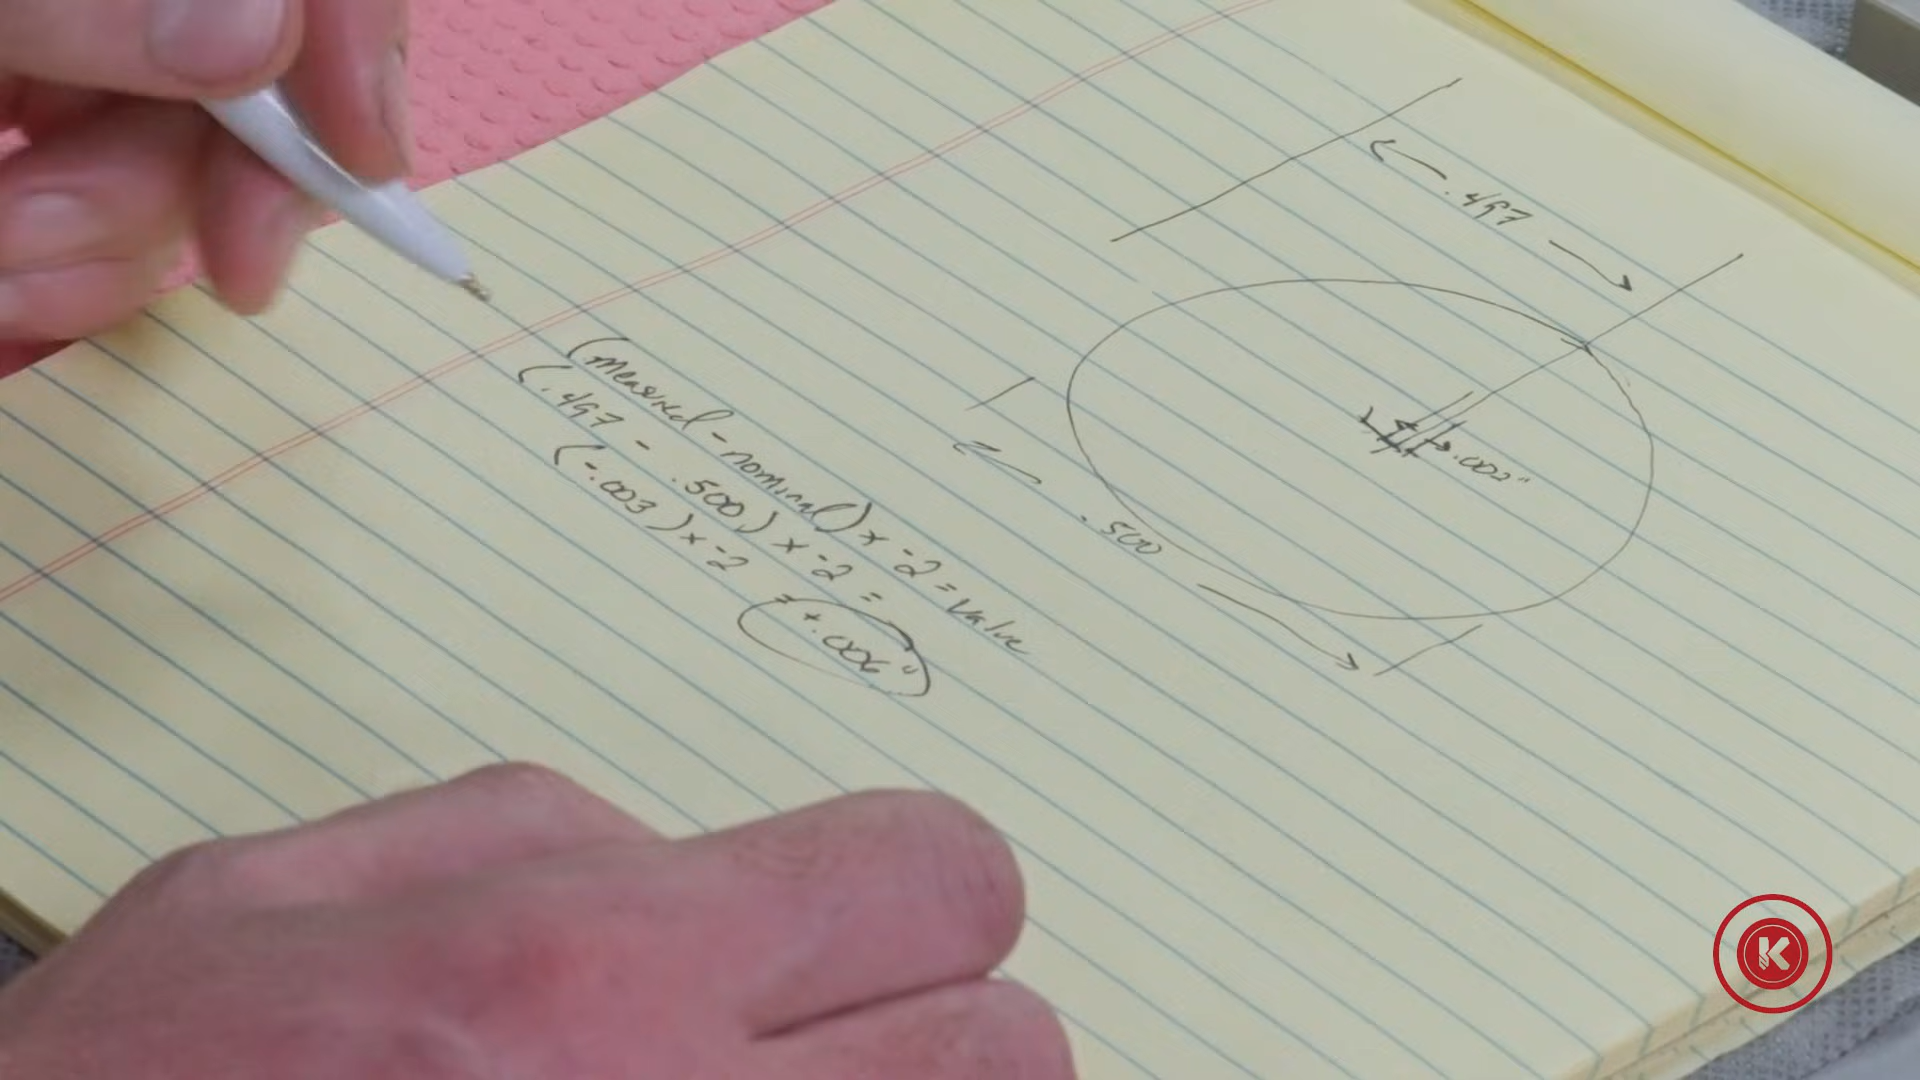 (measured - nominal) x -2 = value
(.497 - .500) x -2 =
(-.003) x -2 = +.006"
.497
.002"
.500
K